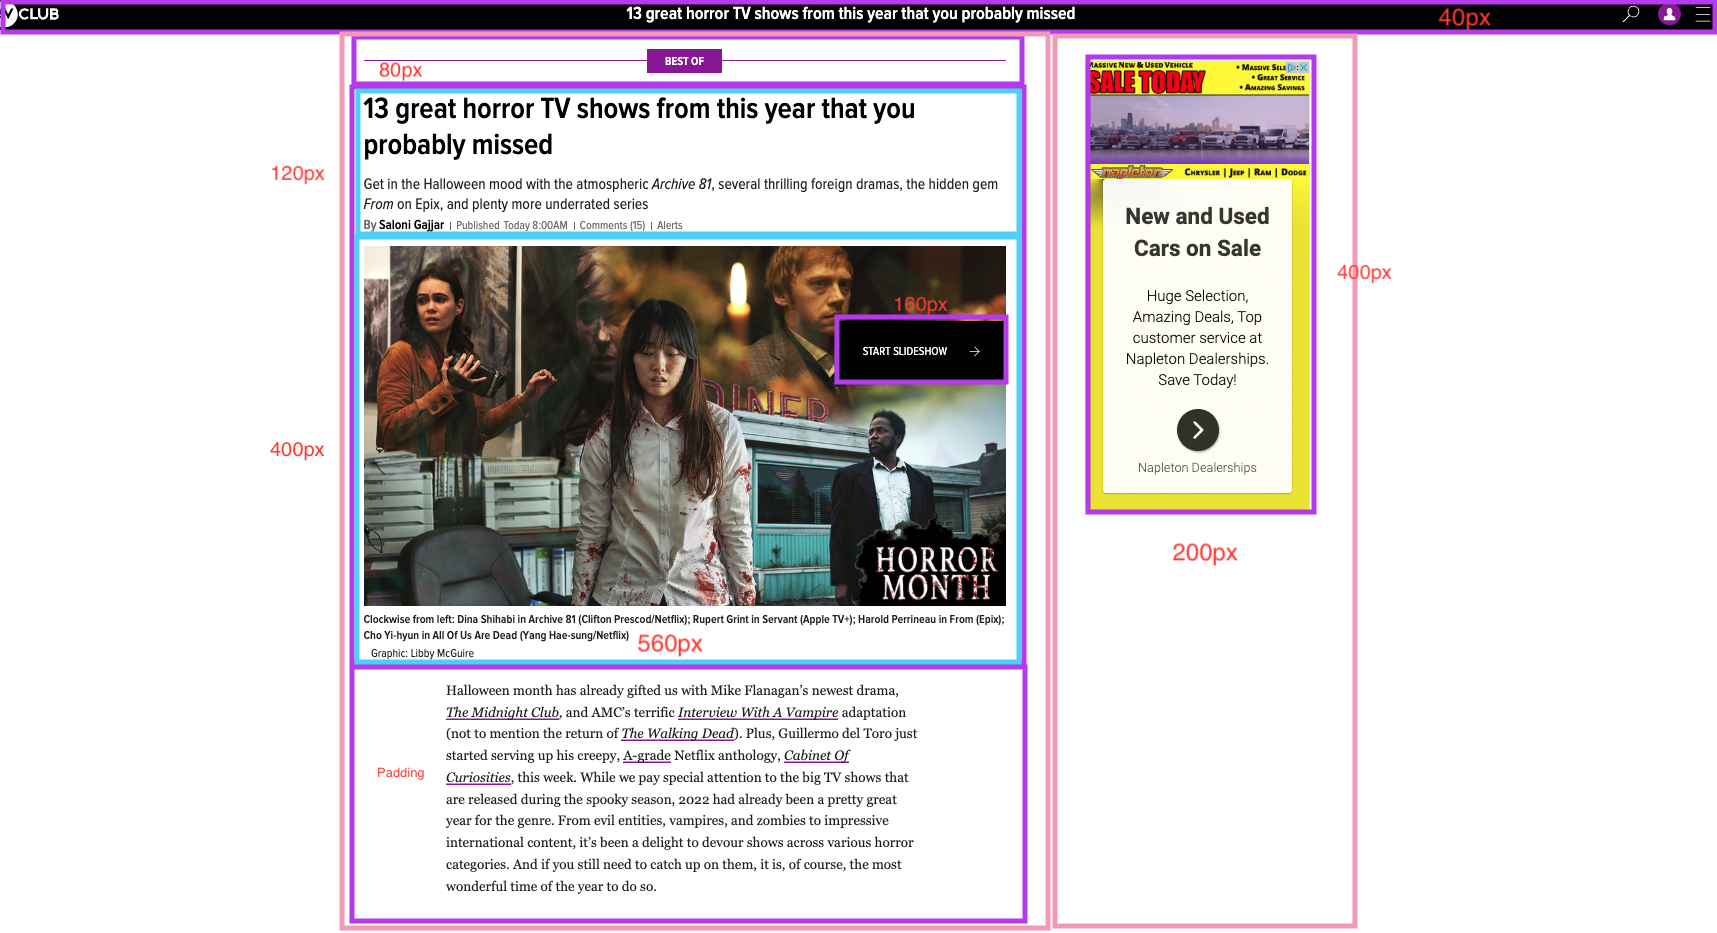 CLUB
13 great horror TV shows from this year that you probably missed
40px
BEST OF
80px
13 great horror TV shows from this year that you
probably missed
120px
Get in the Halloween mood with the atmospheric Archive 81, several thrilling foreign dramas, the hidden gem
From on Epix, and plenty more underrated series
By Saloni Gajjar | Published Today 8:00AM | Comments (15) | Alerts
160px
START SLIDESHOW
DINER
400px
HORROR
MONTH
Clockwise from left: Dina Shihabi in Archive 81 (Clifton Prescod/Netflix); Rupert Grint in Servant (Apple TV+); Harold Perrineau in From (Epix);
Cho Yi-hyun in All Of Us Are Dead (Yang Hae-sung/Netflix)
560px
Graphic: Libby McGuire
Halloween month has already gifted us with Mike Flanagan’s newest drama,
The Midnight Club, and AMC’s terrific Interview With A Vampire adaptation
(not to mention the return of The Walking Dead). Plus, Guillermo del Toro just
started serving up his creepy, A-grade Netflix anthology, Cabinet Of
Curiosities, this week. While we pay special attention to the big TV shows that
Padding
are released during the spooky season, 2022 had already been a pretty great
year for the genre. From evil entities, vampires, and zombies to impressive
international content, it’s been a delight to devour shows across various horror
categories. And if you still need to catch up on them, it is, of course, the most
wonderful time of the year to do so.
MASSIVE NEW & USED VEHICLE
SALE TODAY
• MASSIVE
• GREAT SERVICE
• AMAZING SAVINGS
napleton
CHRYSLER | JEEP | RAM | DODGE
New and Used
Cars on Sale
400px
Huge Selection,
Amazing Deals, Top
customer service at
Napleton Dealerships.
Save Today!
Napleton Dealerships
200px